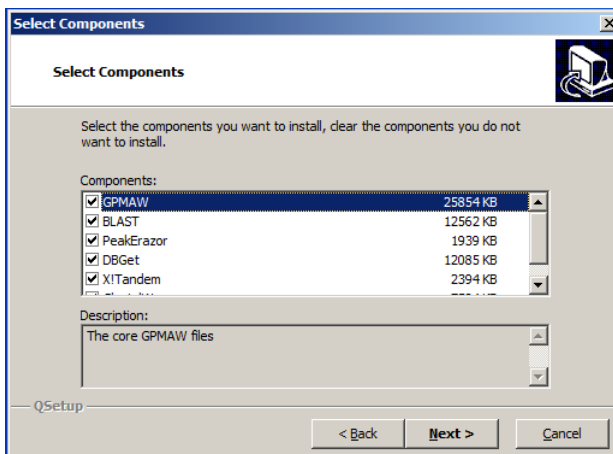 Select Components
Select Components
Select the components you want to install, clear the components you do not
want to install.
Components:
GPMAW 25854 KB
BLAST 12562 KB
PeakErazor 1939 KB
DBGet 12085 KB
X!Tandem 2394 KB
Description:
The core GPMAW files
QSetup
< Back Next > Cancel